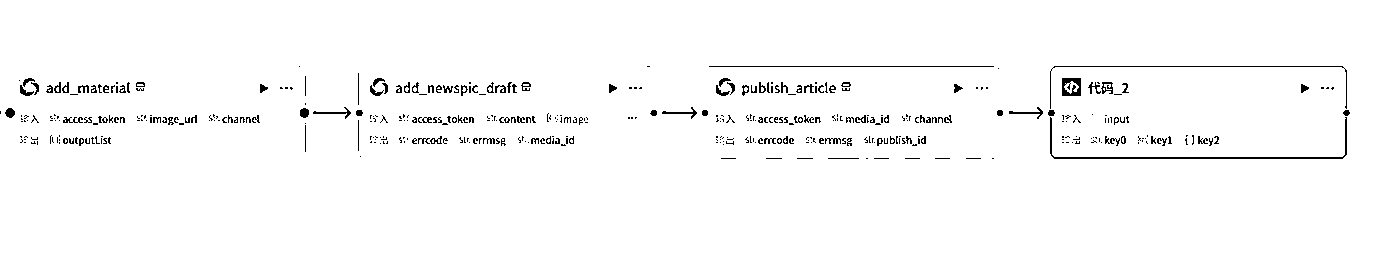 add_material
输入 str.access_token str.image_url str.channel
输出 outputList
add_newspic_draft
输入 str.access_token str.content image ...
输出 str.errcode str.errmsg str.media_id
publish_article
输入 str.access_token str.media_id str.channel
输出 str.errcode str.errmsg str.publish_id
代码_2
输入 input
输出 str.key0 key1 { } key2